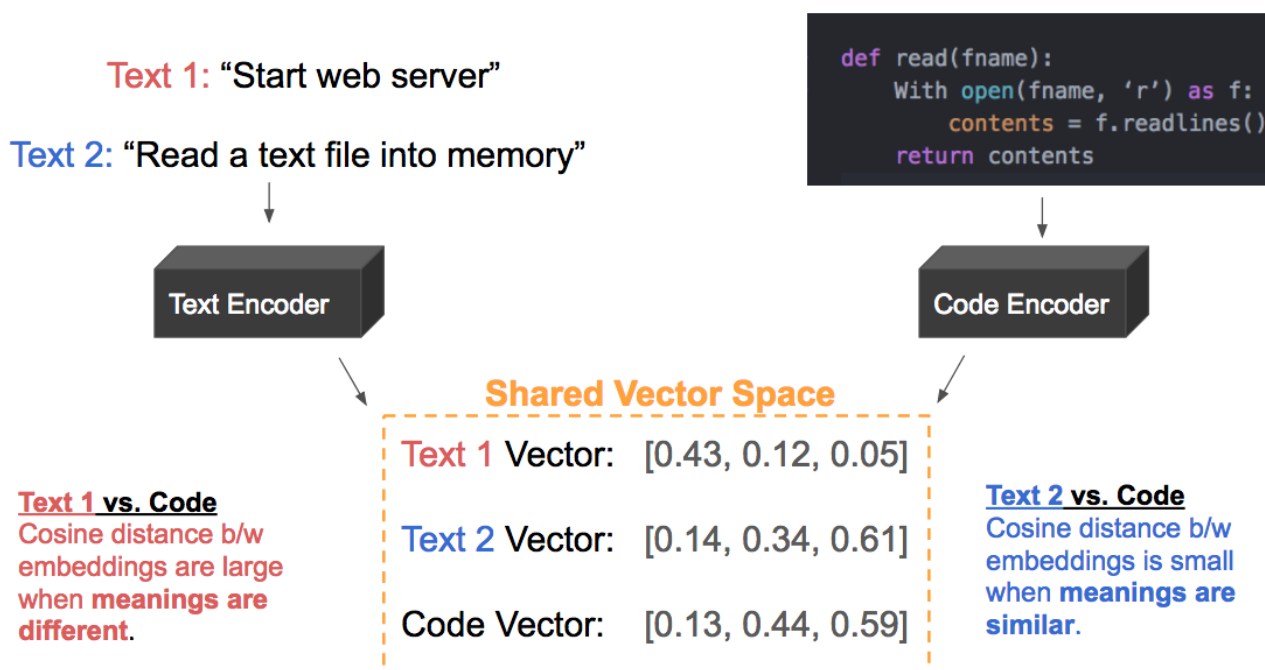 Text 1: “Start web server”
Text 2: “Read a text file into memory”
def read(fname):
With open(fname, ‘r’) as f:
contents = f.readlines()
return contents
Text Encoder
Code Encoder
Shared Vector Space
Text 1 Vector: [0.43, 0.12, 0.05]
Text 2 Vector: [0.14, 0.34, 0.61]
Code Vector: [0.13, 0.44, 0.59]
Text 1 vs. Code
Cosine distance b/w
embeddings are large
when meanings are
different.
Text 2 vs. Code
Cosine distance b/w
embeddings is small
when meanings are
similar.